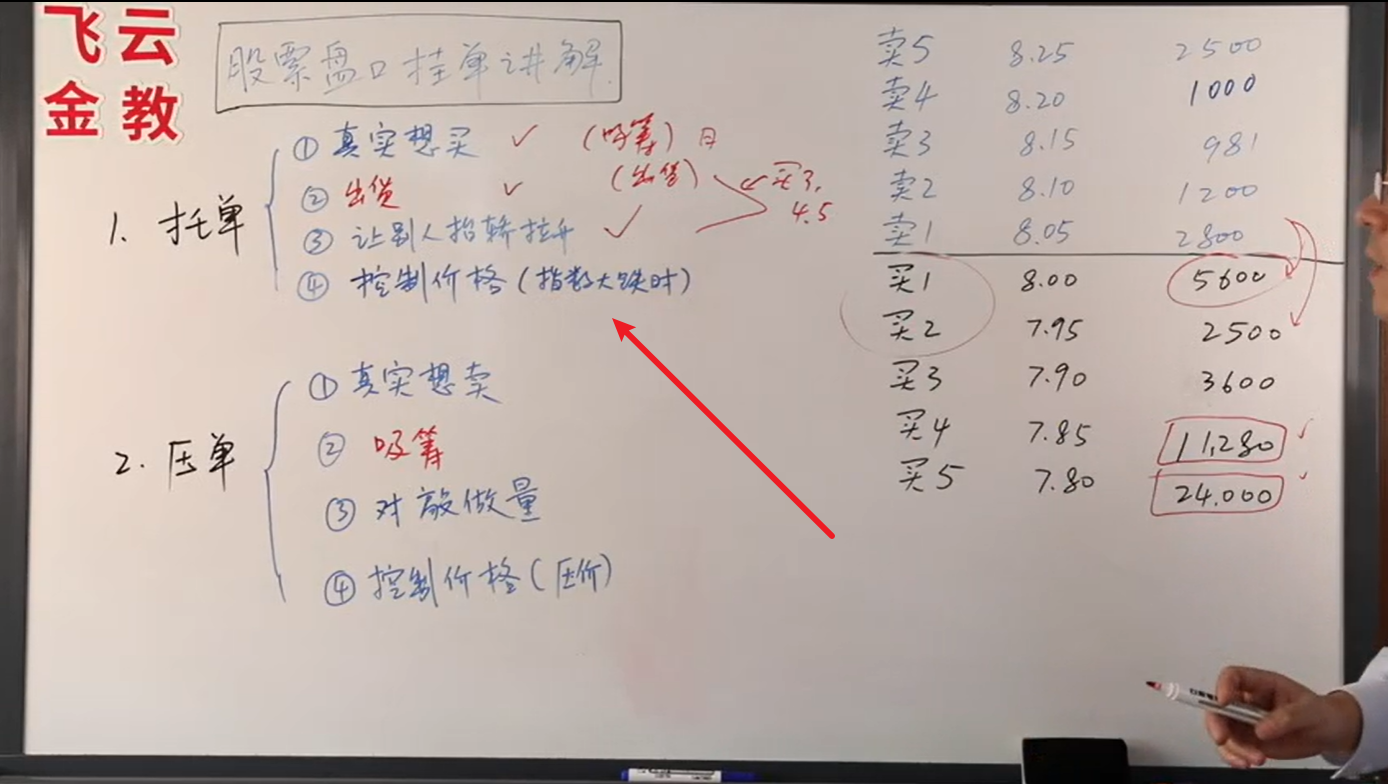 飞云
金教
股票盘口挂单讲解.
1. 托单
① 真实想买 ✓ (吸筹)
② 出货 ✓ (出货) 买3.
4.5
③ 让别人抬轿拉升 ✓
④ 控制价格(指数大跌时)
2. 压单
① 真实想卖
② 吸筹
③ 对敲做量
④ 控制价格(压价)
卖5 8.25 2500
卖4 8.20 1000
卖3 8.15 981
卖2 8.10 1200
卖1 8.05 2800
买1 8.00 5600
买2 7.95 2500
买3 7.90 3600
买4 7.85 11,280
买5 7.80 24.000